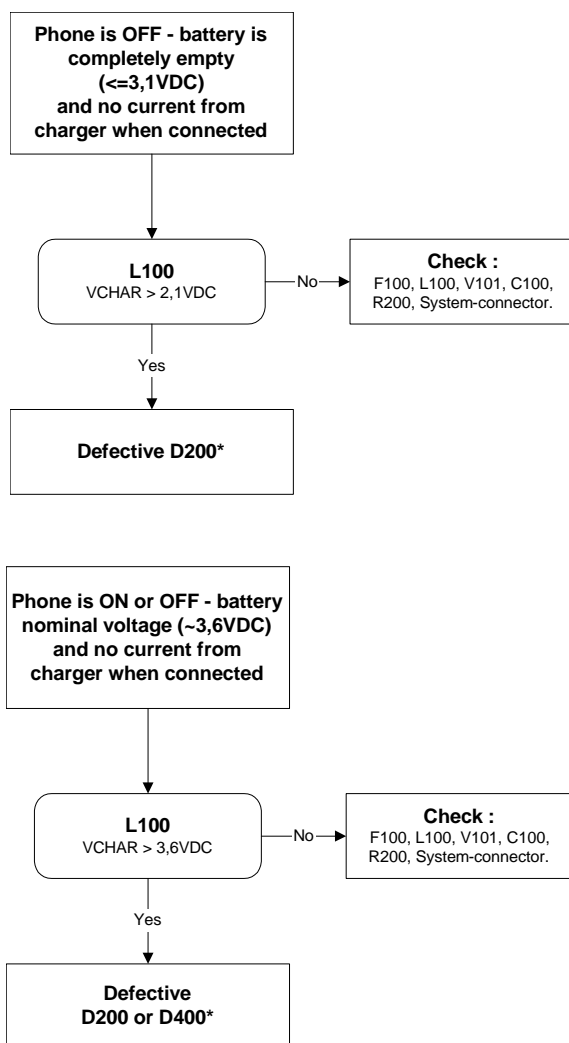 Phone is OFF - battery is
completely empty
(<=3,1VDC)
and no current from
charger when connected
L100
VCHAR > 2,1VDC
No
Check :
F100, L100, V101, C100,
R200, System-connector.
Yes
Defective D200*
Phone is ON or OFF - battery
nominal voltage (~3,6VDC)
and no current from
charger when connected
L100
VCHAR > 3,6VDC
No
Check :
F100, L100, V101, C100,
R200, System-connector.
Yes
Defective
D200 or D400*